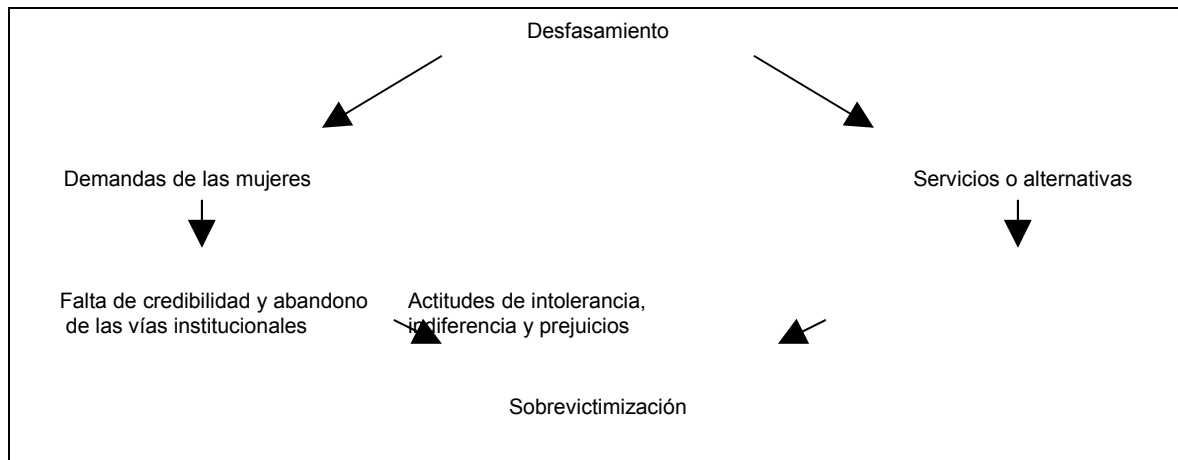 Desfasamiento
Demandas de las mujeres
Servicios o alternativas
Falta de credibilidad y abandono
de las vías institucionales
Actitudes de intolerancia,
indiferencia y prejuicios
Sobrevictimización